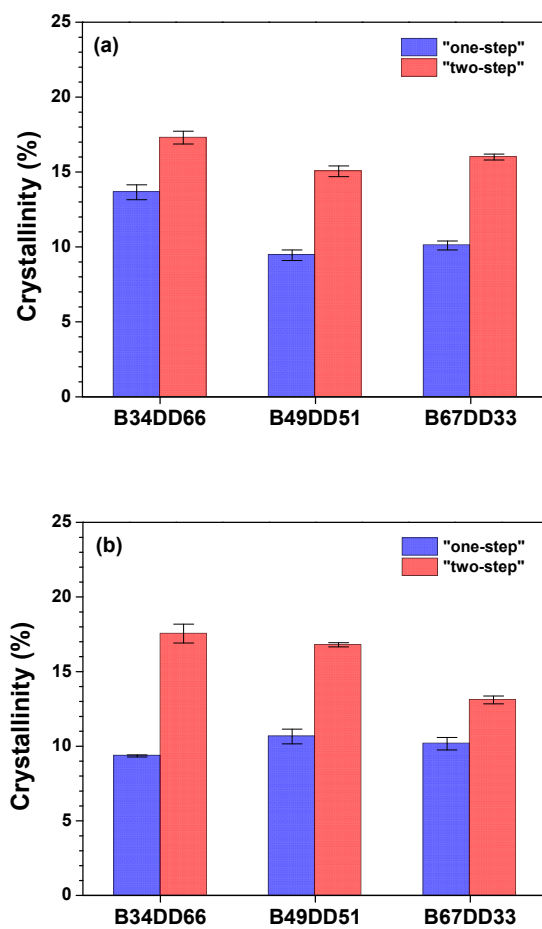 (a)
"one-step"
"two-step"
Crystallinity (%)
25
20
15
10
5
0
B34DD66 B49DD51 B67DD33
(b)
"one-step"
"two-step"
Crystallinity (%)
25
20
15
10
5
0
B34DD66 B49DD51 B67DD33